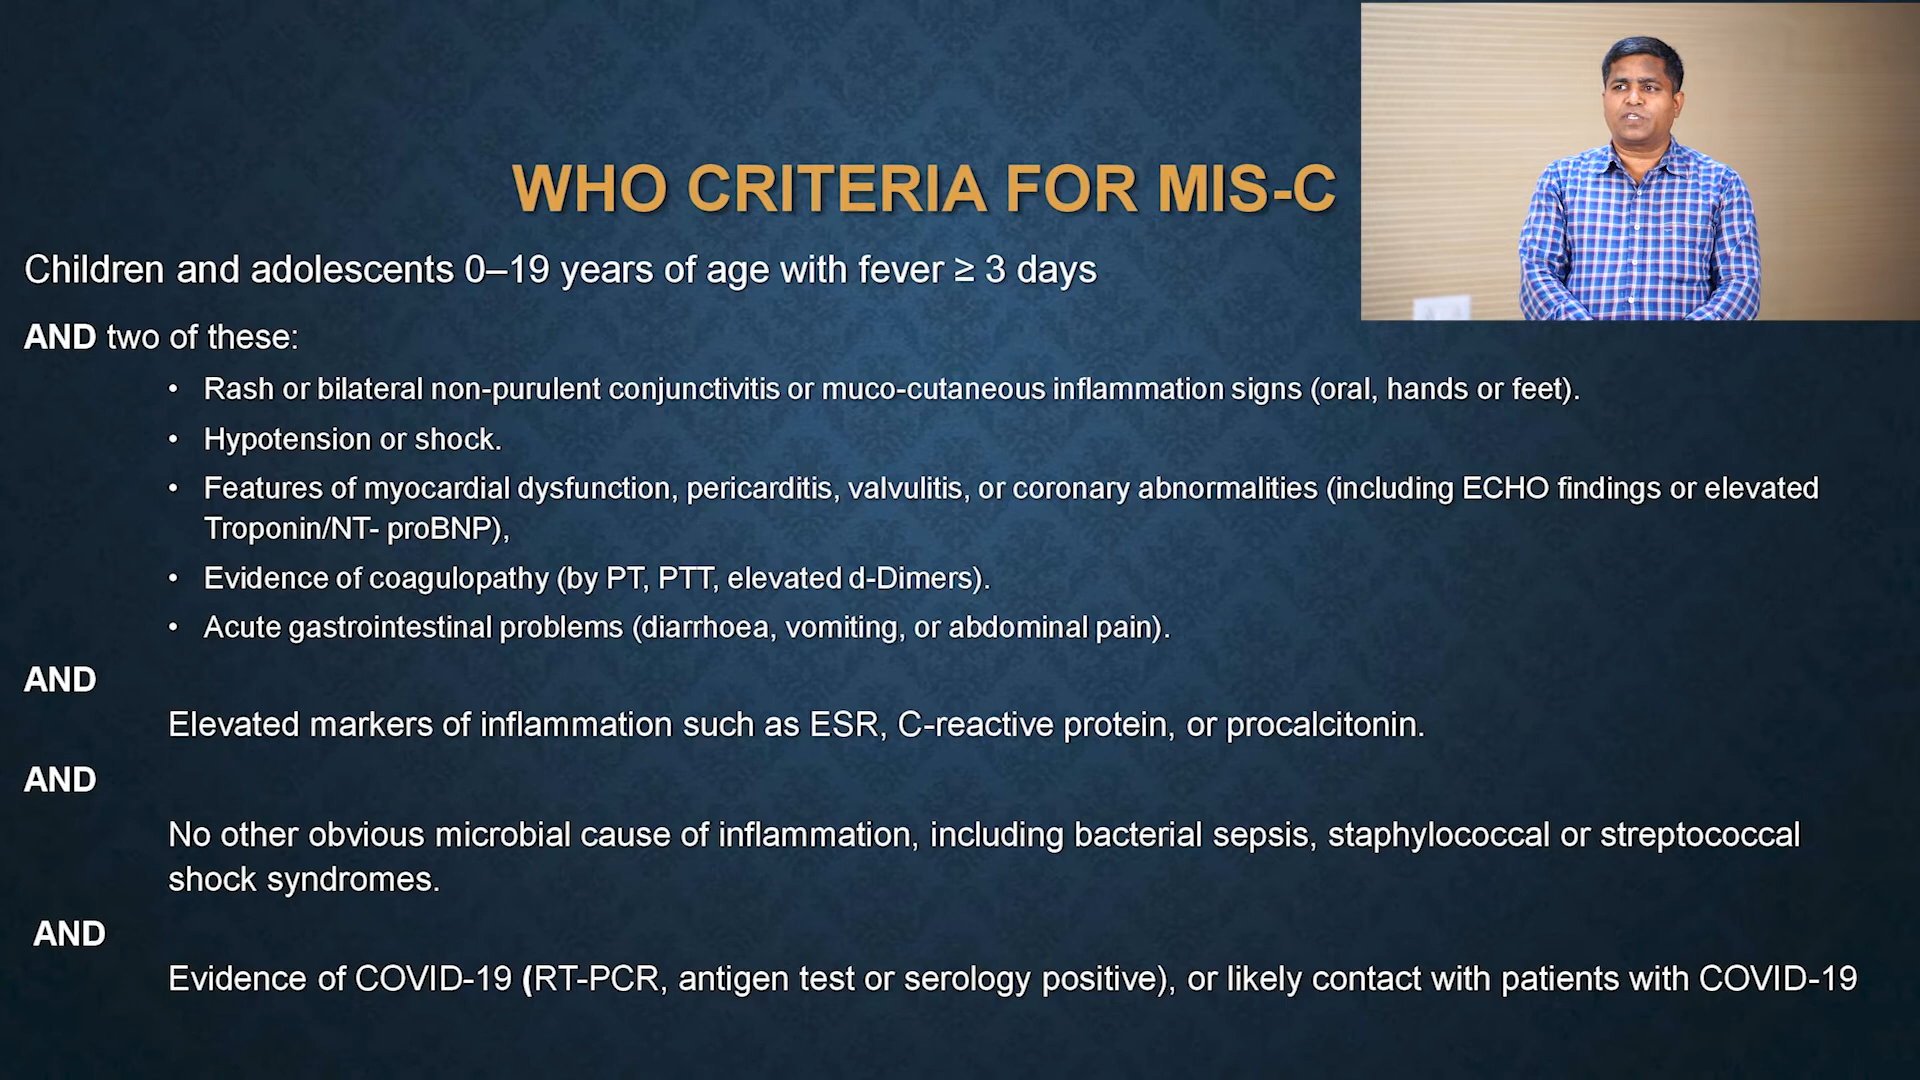 WHO CRITERIA FOR MIS-C
Children and adolescents 0–19 years of age with fever ≥ 3 days
AND two of these:
• Rash or bilateral non-purulent conjunctivitis or muco-cutaneous inflammation signs (oral, hands or feet).
• Hypotension or shock.
• Features of myocardial dysfunction, pericarditis, valvulitis, or coronary abnormalities (including ECHO findings or elevated
Troponin/NT- proBNP),
• Evidence of coagulopathy (by PT, PTT, elevated d-Dimers).
• Acute gastrointestinal problems (diarrhoea, vomiting, or abdominal pain).
AND
Elevated markers of inflammation such as ESR, C-reactive protein, or procalcitonin.
AND
No other obvious microbial cause of inflammation, including bacterial sepsis, staphylococcal or streptococcal
shock syndromes.
AND
Evidence of COVID-19 (RT-PCR, antigen test or serology positive), or likely contact with patients with COVID-19